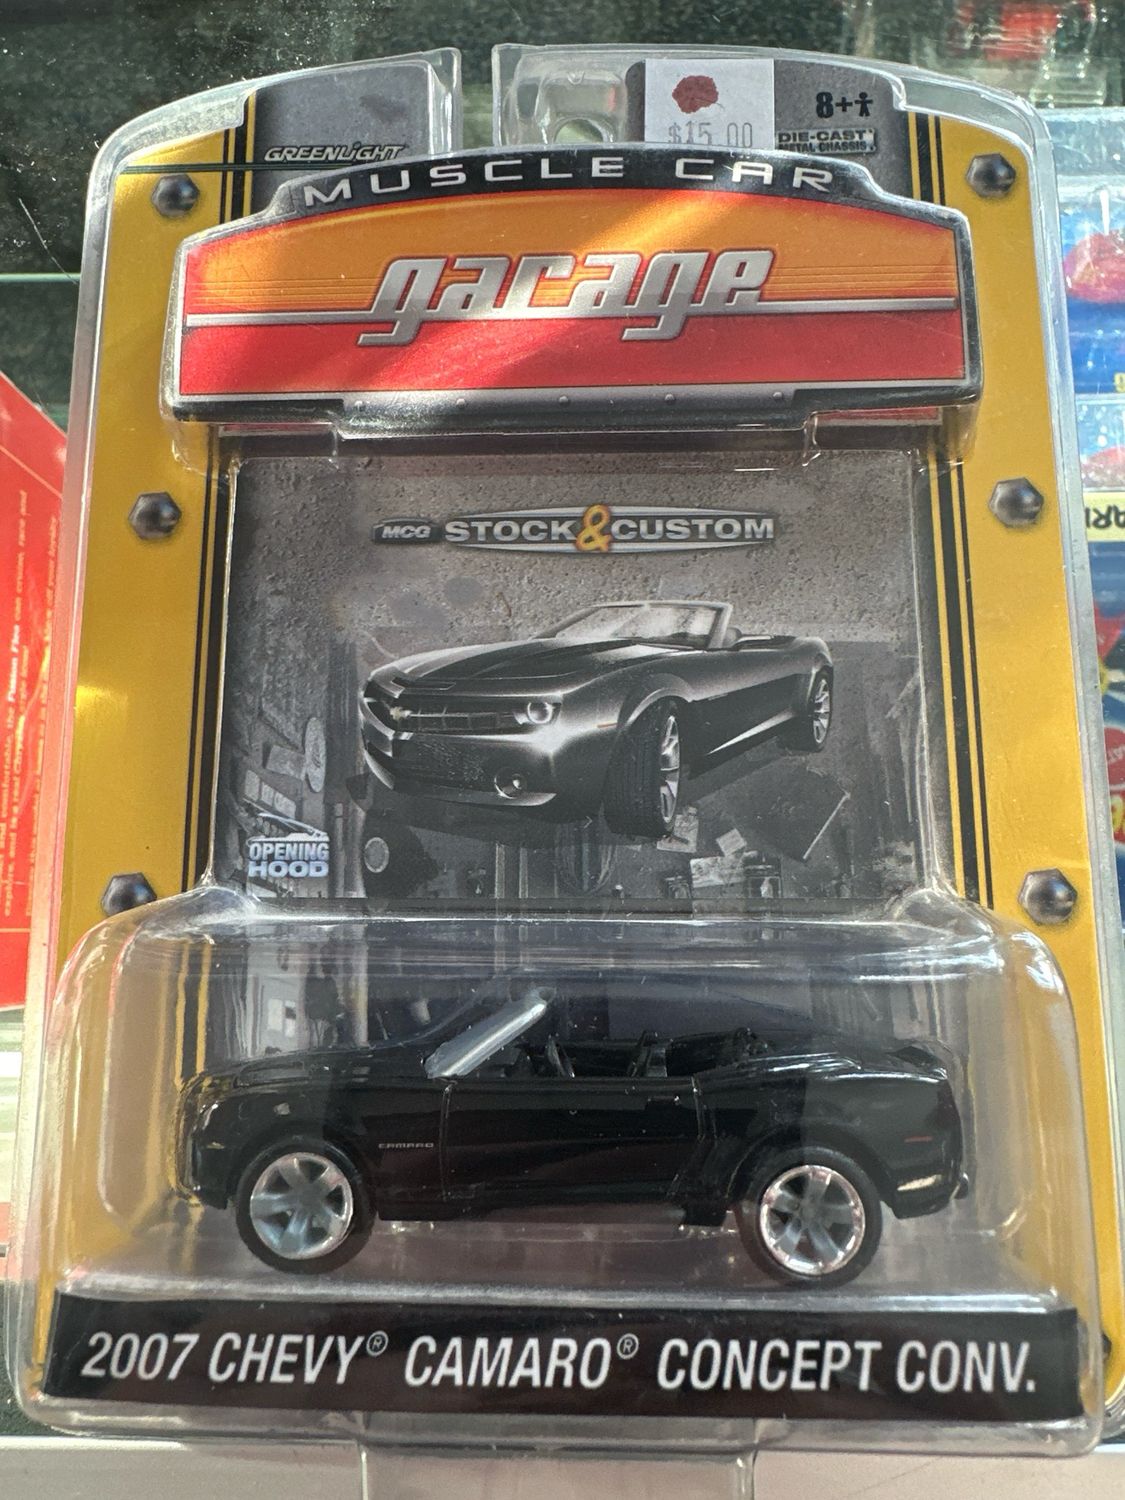 $15.00
8+
GREENLIGHT
DIE-CAST
METAL CHASSIS
MUSCLE CAR
garage
MCG STOCK & CUSTOM
OPENING
HOOD
CAMARO
2007 CHEVY® CAMARO® CONCEPT CONV.